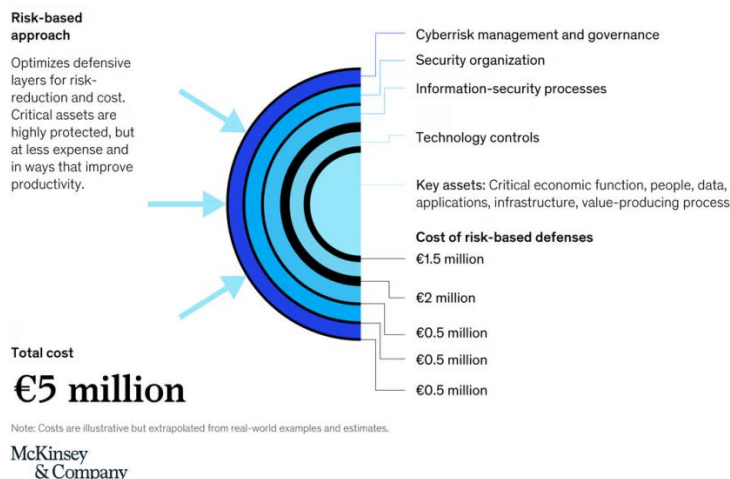 Risk-based
approach
Optimizes defensive
layers for risk-
reduction and cost.
Critical assets are
highly protected, but
at less expense and
in ways that improve
productivity.
Cyberrisk management and governance
Security organization
Information-security processes
Technology controls
Key assets: Critical economic function, people, data,
applications, infrastructure, value-producing process
Cost of risk-based defenses
€1.5 million
€2 million
€0.5 million
€0.5 million
€0.5 million
Total cost
€5 million
Note: Costs are illustrative but extrapolated from real-world examples and estimates.
McKinsey
& Company